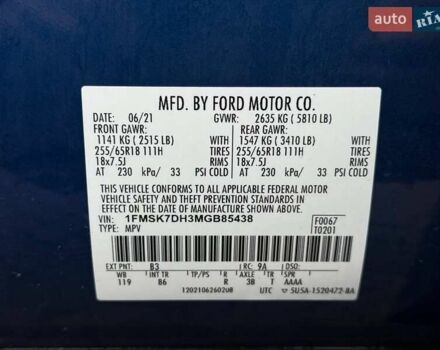 auto RIA
MFD. BY FORD MOTOR CO.
06/21 GVWR: 2635 KG ( 5810 LB)
FRONT GAWR: REAR GAWR:
1141 KG ( 2515 LB) WITH 1547 KG ( 3410 LB) WITH
255/65R18 111H TIRES 255/65R18 111H TIRES
18x7.5J RIMS 18x7.5J RIMS
AT 230 kPa/ 33 PSI COLD AT 230 kPa/ 33 PSI COLD
THIS VEHICLE CONFORMS TO ALL APPLICABLE FEDERAL MOTOR
VEHICLE SAFETY AND THEFT PREVENTION STANDARDS IN
EFFECT ON THE DATE OF MANUFACTURE SHOWN ABOVE.
VIN: 1FMSK7DH3MGB85438 F0067
TYPE: MPV T0201
EXT PNT: B3 RC: 9A DSO:
WB INT TR TP/PS R AXLE TR SPR
119 B6 R 3B T AAAA
UTC 5U5A-1520472-BA